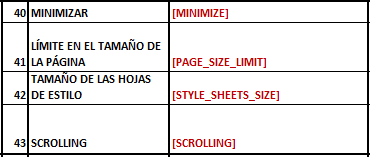 40 MINIMIZAR [MINIMIZE]
LÍMITE EN EL TAMAÑO DE
41 LA PÁGINA [PAGE_SIZE_LIMIT]
TAMAÑO DE LAS HOJAS
42 DE ESTILO [STYLE_SHEETS_SIZE]
43 SCROLLING [SCROLLING]